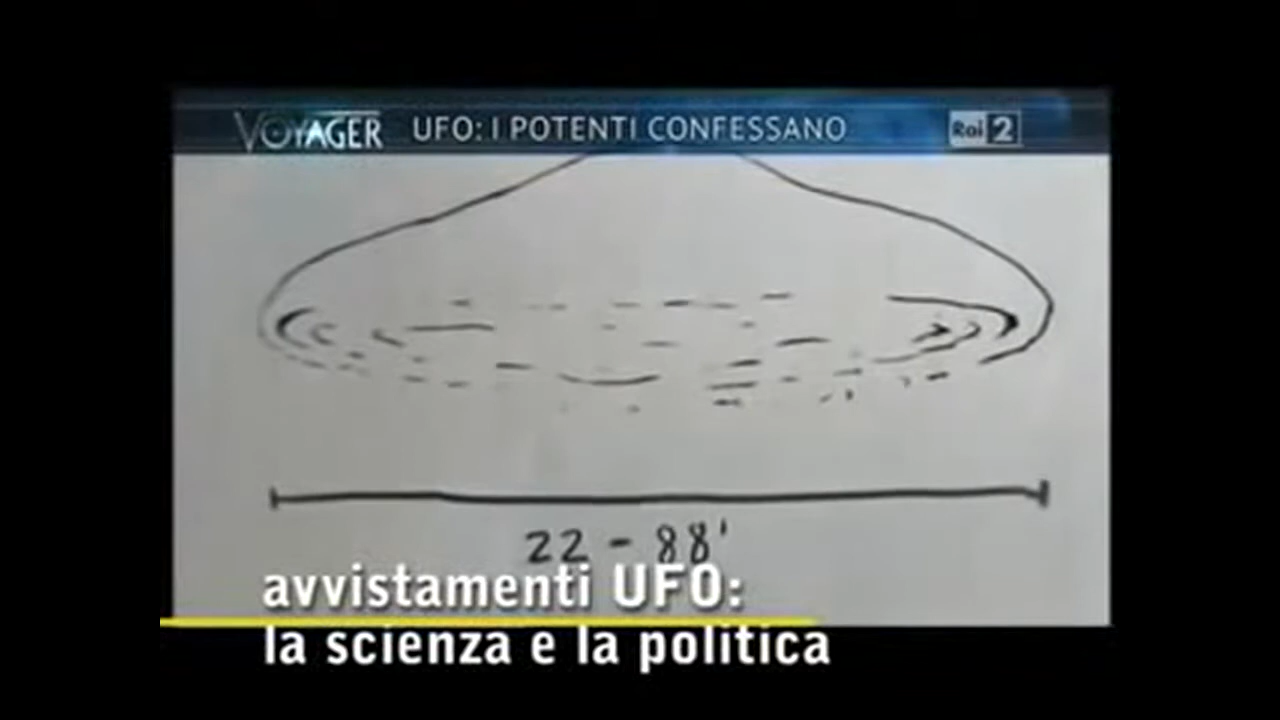 VOYAGER UFO: I POTENTI CONFESSANO Rai 2
22 - 88'
avvistamenti UFO:
la scienza e la politica